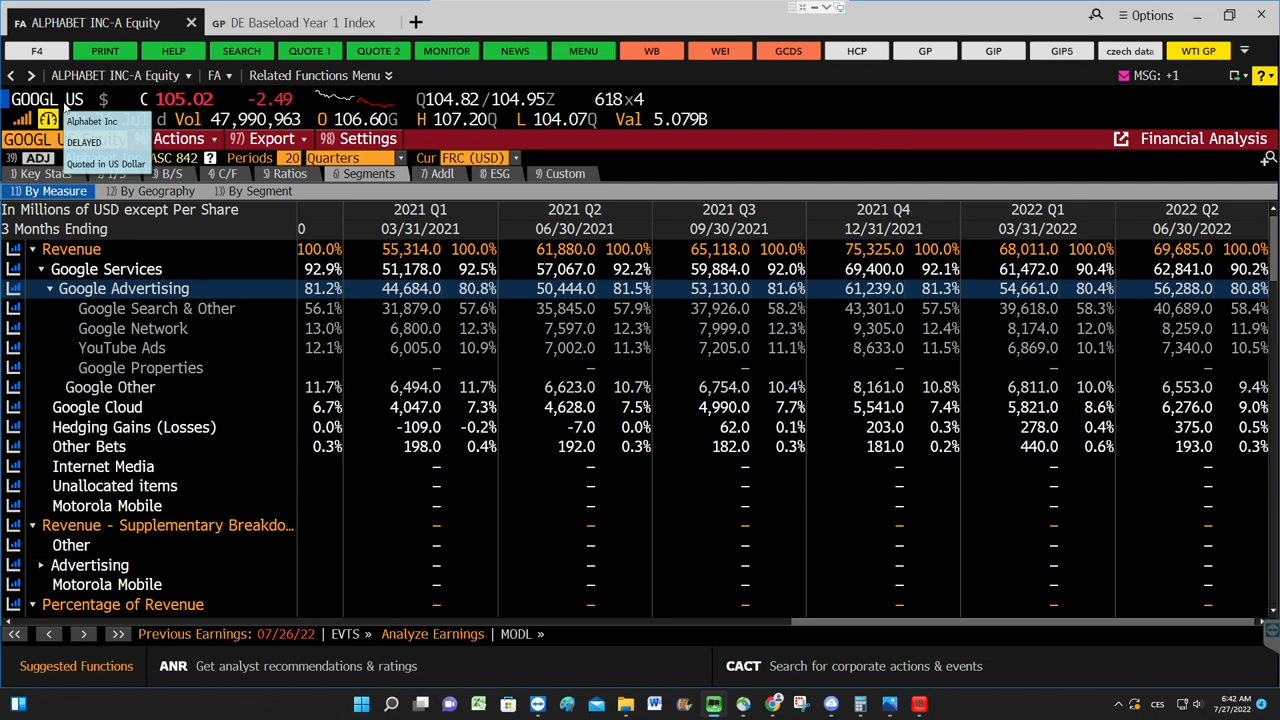 FA ALPHABET INC-A Equity GP DE Baseload Year 1 Index Options
F4 PRINT HELP SEARCH QUOTE 1 QUOTE 2 MONITOR NEWS MENU WB WEI GCDS HCP GP GIP GIP5 czech data WTI GP
ALPHABET INC-A Equity FA Related Functions Menu MSG: +1 ?
GOOGL US $ C 105.02 -2.49 Q104.82/104.95Z 618x4
Alphabet Inc
d Vol 47,990,963 O 106.60Q H 107.20Q L 104.07Q Val 5.079B
DELAYED
GOOGL U Actions 97) Export 98) Settings Financial Analysis
39) ADJ ASC 842 ? Periods 20 Quarters Cur FRC (USD)
Quoted in US Dollar
1) Key Stats B/S 4) C/F 5) Ratios 6) Segments 7) Addl 8) ESG 9) Custom
11) By Measure 12) By Geography 13) By Segment
In Millions of USD except Per Share 2021 Q1 2021 Q2 2021 Q3 2021 Q4 2022 Q1 2022 Q2
3 Months Ending 0 03/31/2021 06/30/2021 09/30/2021 12/31/2021 03/31/2022 06/30/2022
Revenue 100.0% 55,314.0 100.0% 61,880.0 100.0% 65,118.0 100.0% 75,325.0 100.0% 68,011.0 100.0% 69,685.0 100.0%
Google Services 92.9% 51,178.0 92.5% 57,067.0 92.2% 59,884.0 92.0% 69,400.0 92.1% 61,472.0 90.4% 62,841.0 90.2%
Google Advertising 81.2% 44,684.0 80.8% 50,444.0 81.5% 53,130.0 81.6% 61,239.0 81.3% 54,661.0 80.4% 56,288.0 80.8%
Google Search & Other 56.1% 31,879.0 57.6% 35,845.0 57.9% 37,926.0 58.2% 43,301.0 57.5% 39,618.0 58.3% 40,689.0 58.4%
Google Network 13.0% 6,800.0 12.3% 7,597.0 12.3% 7,999.0 12.3% 9,305.0 12.4% 8,174.0 12.0% 8,259.0 11.9%
YouTube Ads 12.1% 6,005.0 10.9% 7,002.0 11.3% 7,205.0 11.1% 8,633.0 11.5% 6,869.0 10.1% 7,340.0 10.5%
Google Properties – – – – – –
Google Other 11.7% 6,494.0 11.7% 6,623.0 10.7% 6,754.0 10.4% 8,161.0 10.8% 6,811.0 10.0% 6,553.0 9.4%
Google Cloud 6.7% 4,047.0 7.3% 4,628.0 7.5% 4,990.0 7.7% 5,541.0 7.4% 5,821.0 8.6% 6,276.0 9.0%
Hedging Gains (Losses) 0.0% -109.0 -0.2% -7.0 0.0% 62.0 0.1% 203.0 0.3% 278.0 0.4% 375.0 0.5%
Other Bets 0.3% 198.0 0.4% 192.0 0.3% 182.0 0.3% 181.0 0.2% 440.0 0.6% 193.0 0.3%
Internet Media – – – – – –
Unallocated items – – – – – –
Motorola Mobile – – – – – –
Revenue - Supplementary Breakdo... – – – – – –
Other – – – – – –
Advertising – – – – – –
Motorola Mobile – – – – – –
Percentage of Revenue – – – – – –
<< < > >> Previous Earnings: 07/26/22 | EVTS » Analyze Earnings | MODL »
Suggested Functions ANR Get analyst recommendations & ratings CACT Search for corporate actions & events
CES 6:42 AM
7/27/2022